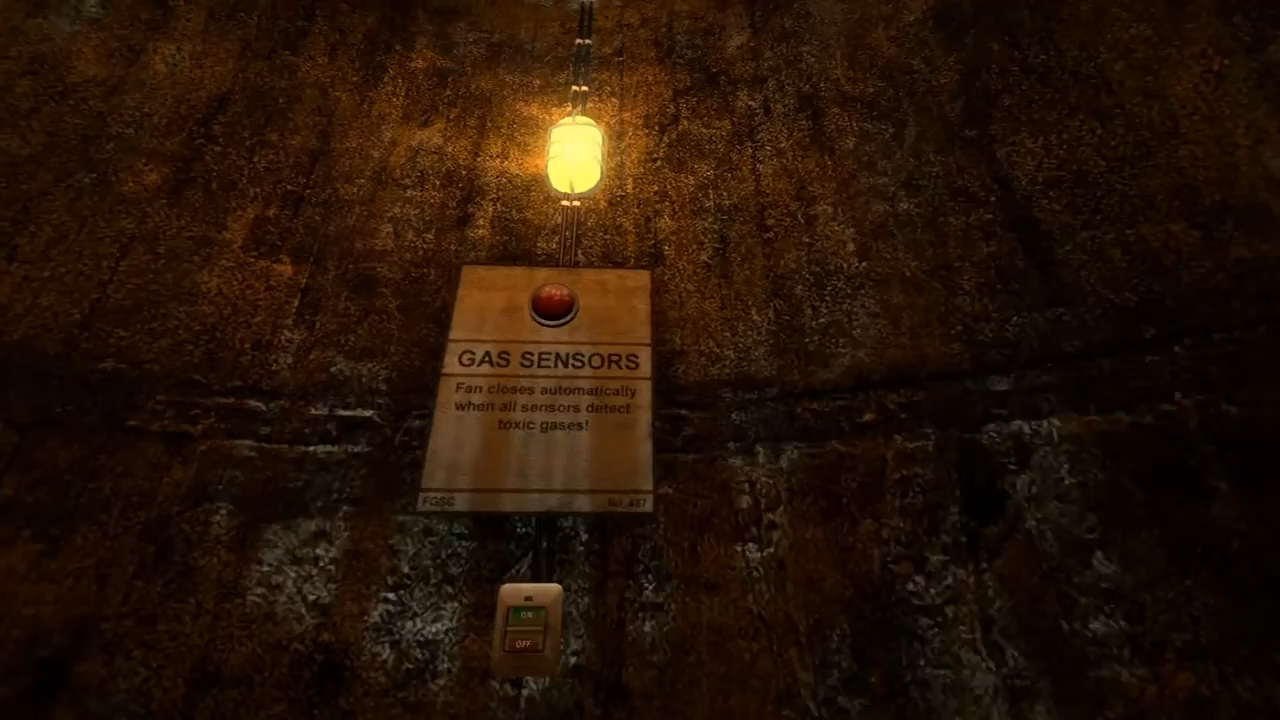 GAS SENSORS
Fan closes automatically
when all sensors detect
toxic gases!
FGSC No. 457
ON
OFF